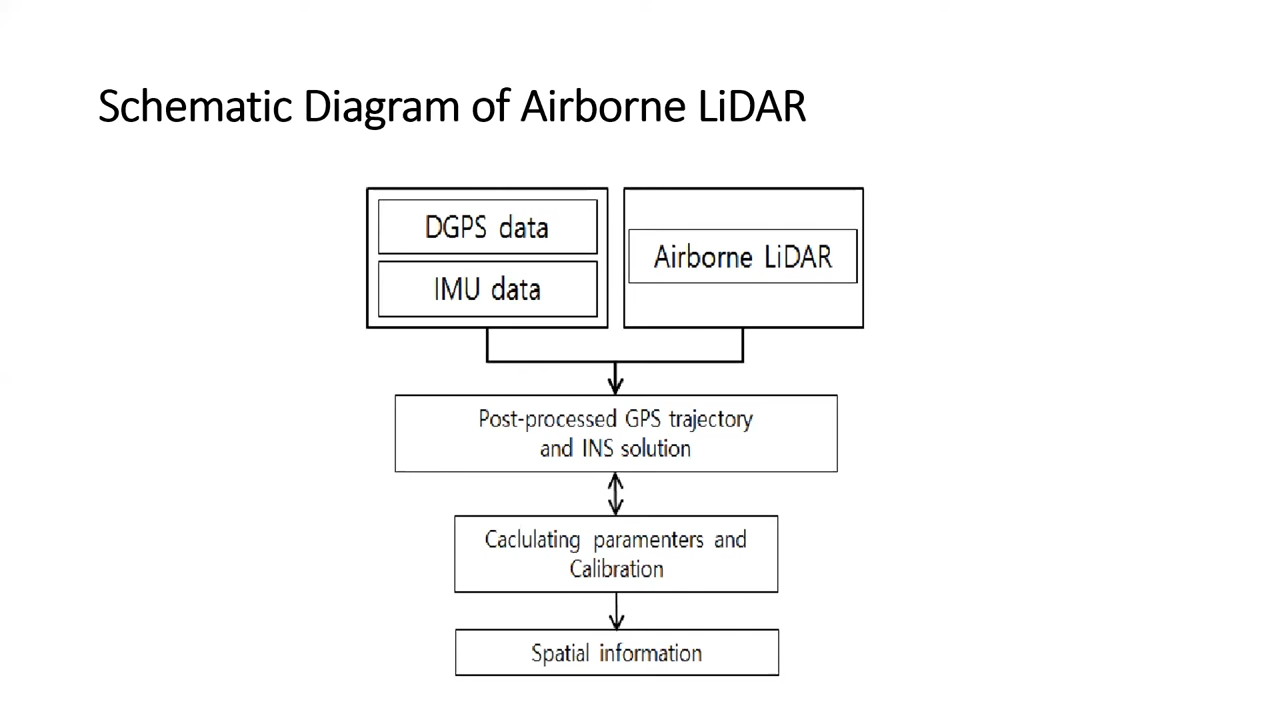 Schematic Diagram of Airborne LiDAR
DGPS data
IMU data
Airborne LiDAR
Post-processed GPS trajectory
and INS solution
Caclulating paramenters and
Calibration
Spatial information